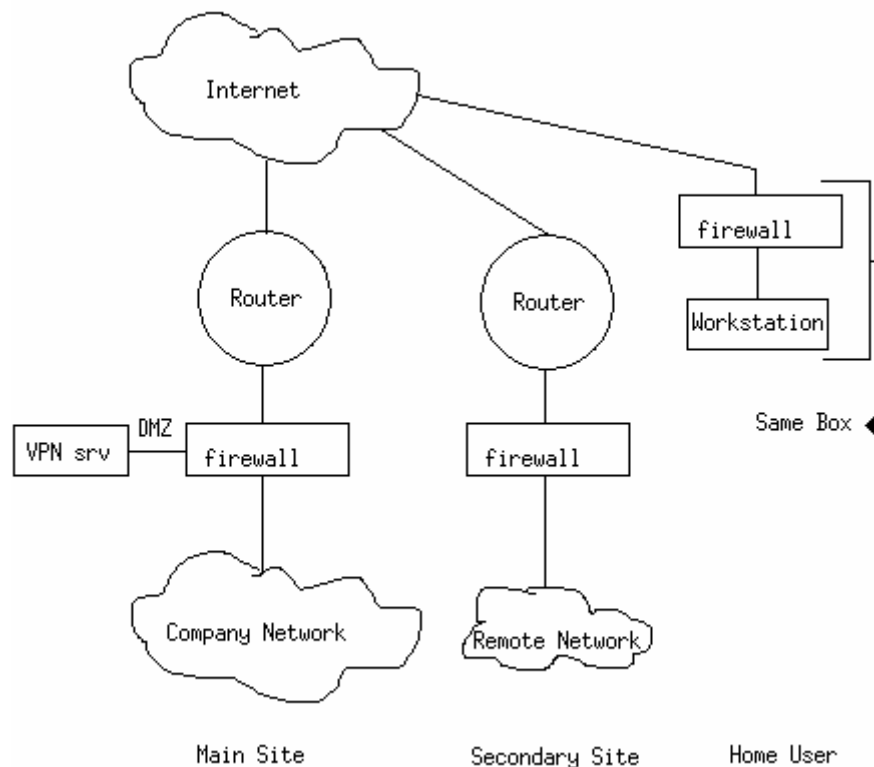 Internet
firewall
Router
Router
Workstation
DMZ
Same Box
VPN srv
firewall
firewall
Company Network
Remote Network
Main Site
Secondary Site
Home User